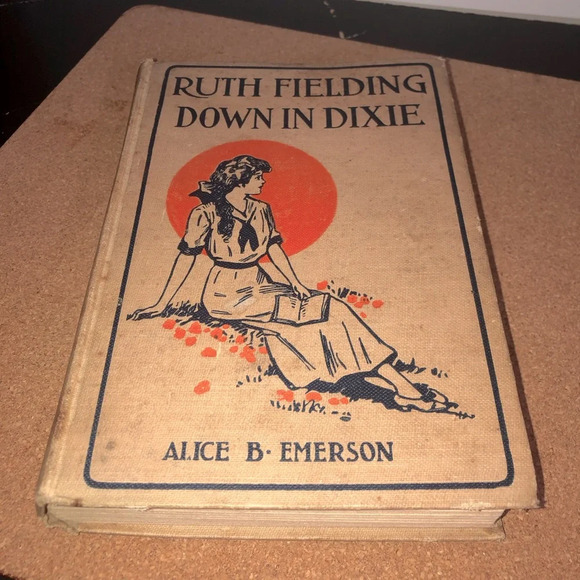 RUTH FIELDING
DOWN IN DIXIE
ALICE B. EMERSON